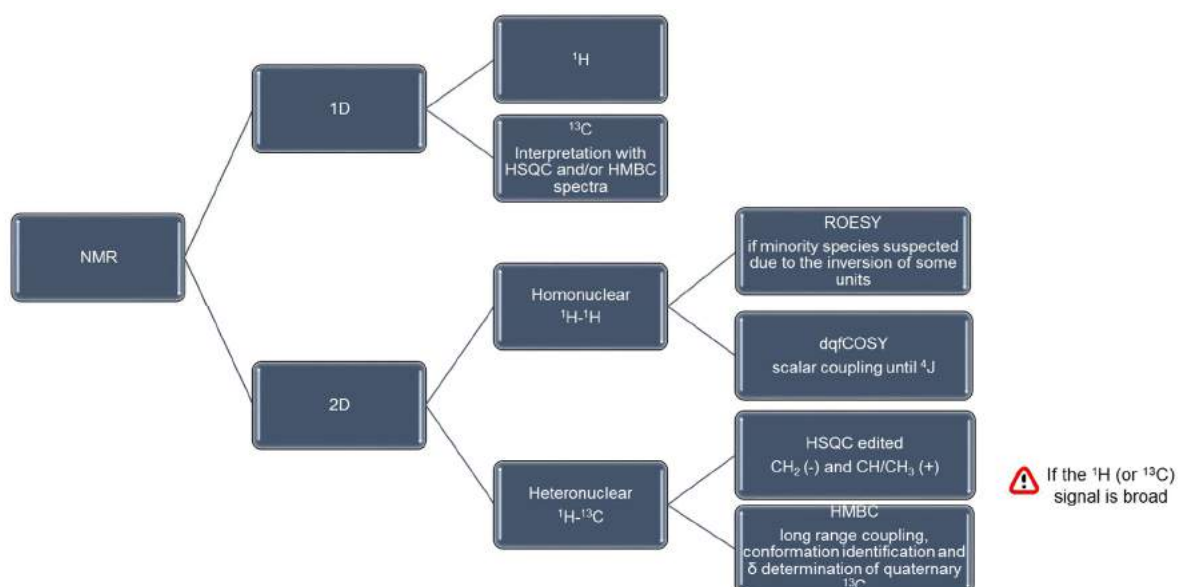 NMR
1D
¹H
¹³C
Interpretation with
HSQC and/or HMBC
spectra
2D
Homonuclear
¹H-¹H
ROESY
if minority species suspected
due to the inversion of some
units
dqfCOSY
scalar coupling until ⁴J
Heteronuclear
¹H-¹³C
HSQC edited
CH₂ (-) and CH/CH₃ (+)
HMBC
long range coupling,
conformation identification and
δ determination of quaternary
¹³C
If the ¹H (or ¹³C)
signal is broad